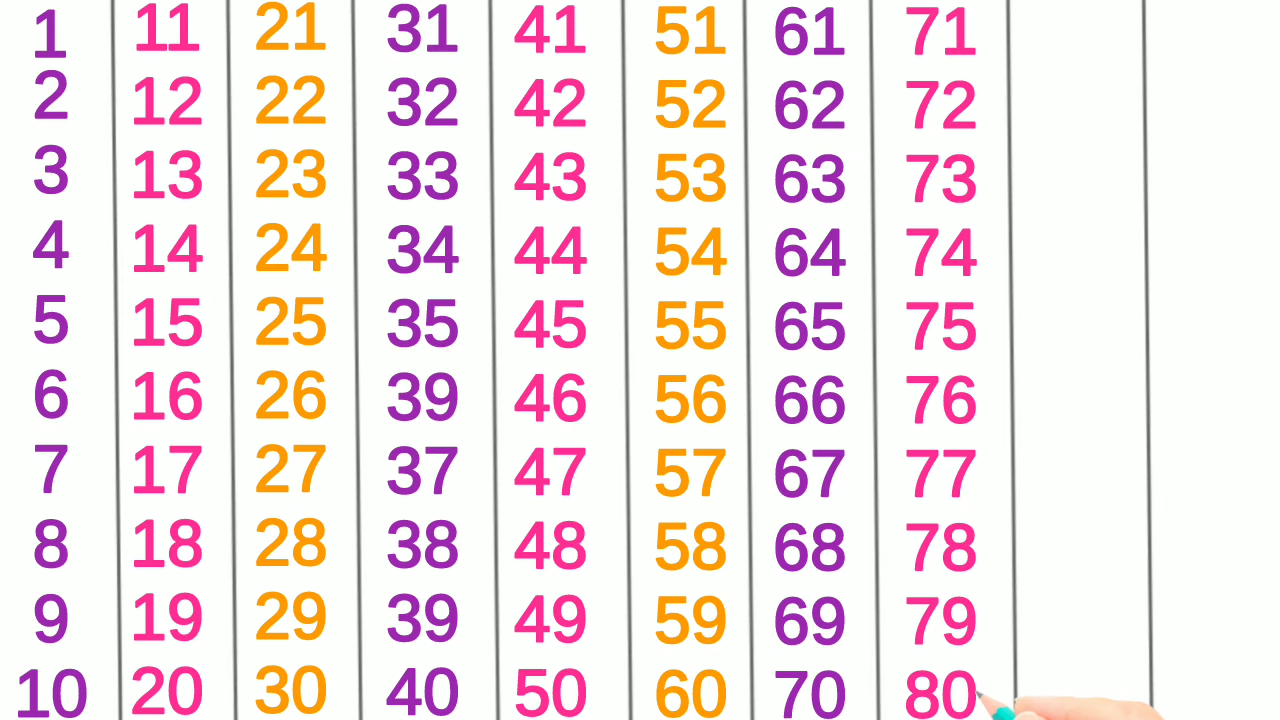 1 11 21 31 41 51 61 71
2 12 22 32 42 52 62 72
3 13 23 33 43 53 63 73
4 14 24 34 44 54 64 74
5 15 25 35 45 55 65 75
6 16 26 39 46 56 66 76
7 17 27 37 47 57 67 77
8 18 28 38 48 58 68 78
9 19 29 39 49 59 69 79
10 20 30 40 50 60 70 80